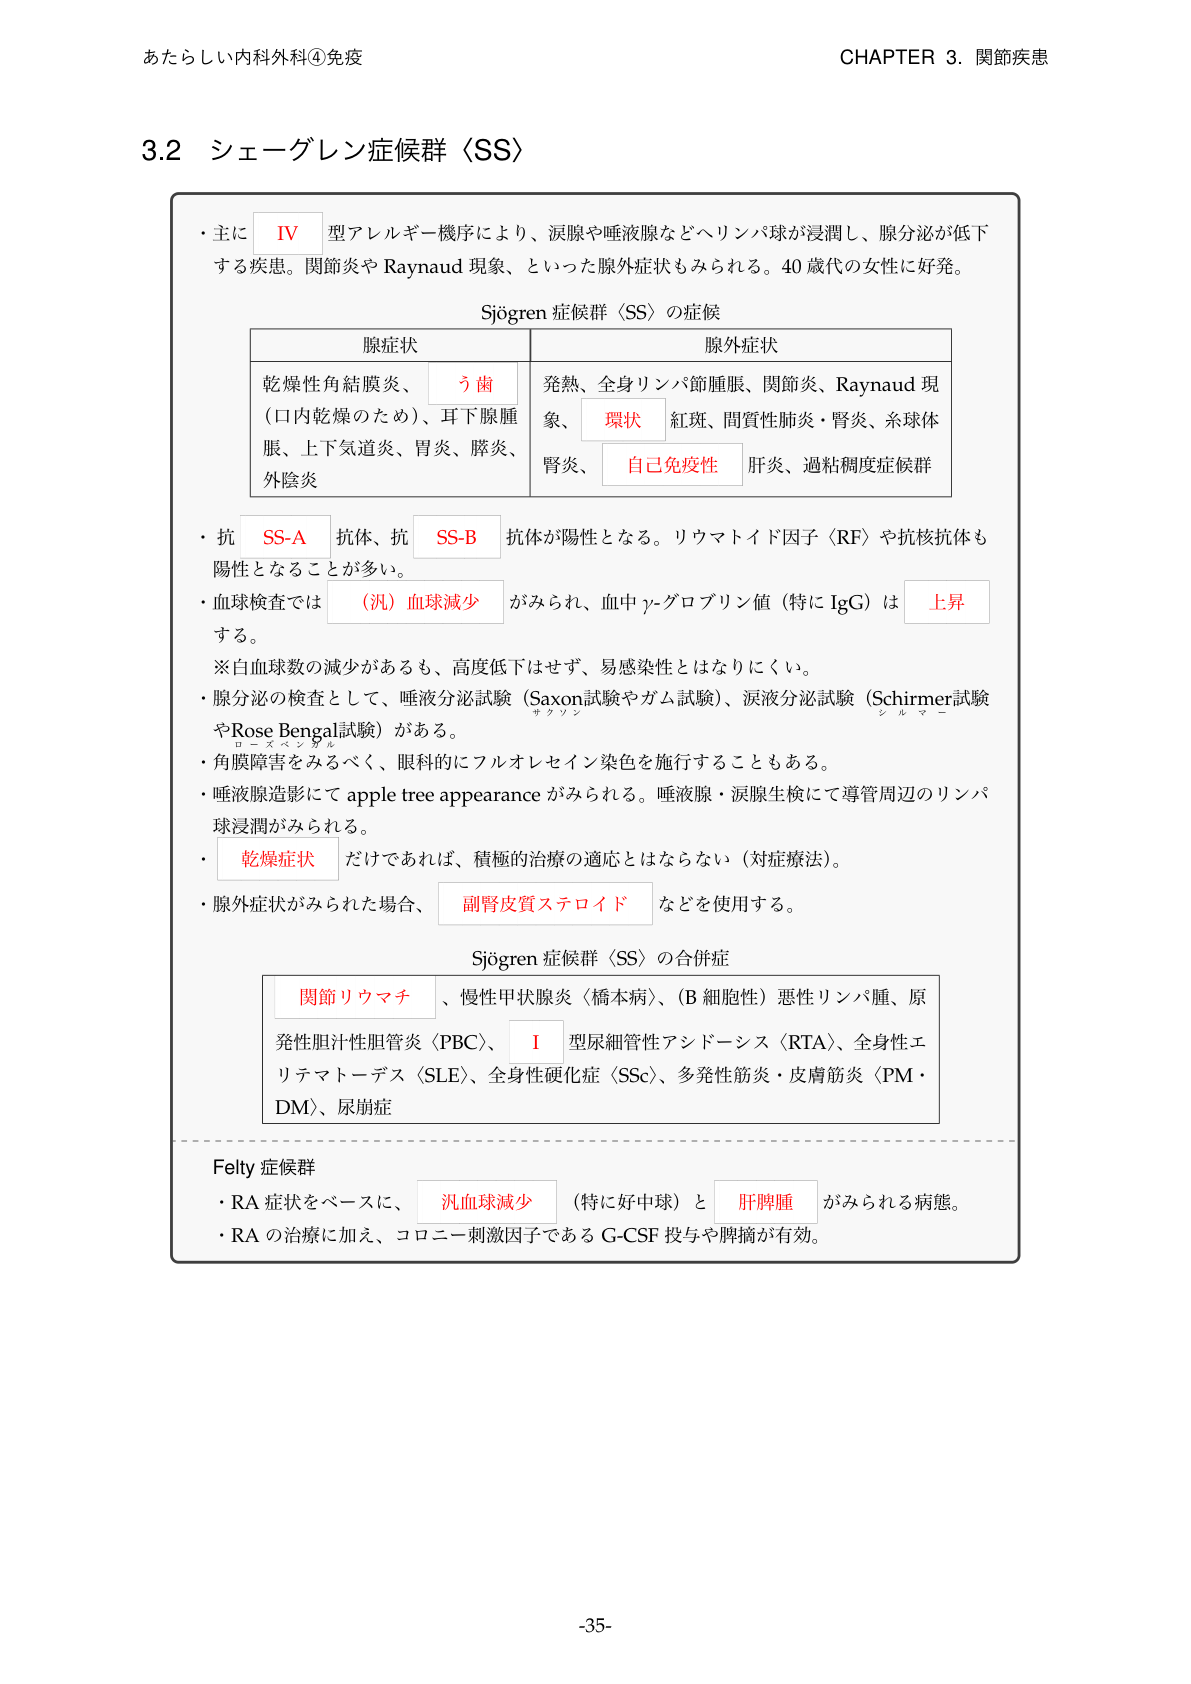 あたらしい内科外科④免疫
CHAPTER 3. 関節疾患
3.2 シェーグレン症候群〈SS〉
・主に IV 型アレルギー機序により、涙腺や唾液腺などへリンパ球が浸潤し、腺分泌が低下
する疾患。関節炎や Raynaud 現象、といった腺外症状もみられる。40 歳代の女性に好発。
Sjögren 症候群〈SS〉の症候
腺症状
腺外症状
乾燥性角結膜炎、 う歯
（口内乾燥のため）、耳下腺腫
脹、上下気道炎、胃炎、膵炎、
外陰炎
発熱、全身リンパ節腫脹、関節炎、Raynaud 現
象、 環状 紅斑、間質性肺炎・腎炎、糸球体
腎炎、 自己免疫性 肝炎、過粘稠度症候群
・抗 SS-A 抗体、抗 SS-B 抗体が陽性となる。リウマトイド因子〈RF〉や抗核抗体も
陽性となることが多い。
・血球検査では （汎）血球減少 がみられ、血中 γ-グロブリン値（特に IgG）は 上昇
する。
※白血球数の減少があるも、高度低下はせず、易感染性とはなりにくい。
・腺分泌の検査として、唾液分泌試験（Saxon試験やガム試験）、涙液分泌試験（Schirmer試験
サクソン シルマー
やRose Bengal試験）がある。
ローズベンガル
・角膜障害をみるべく、眼科的にフルオレセイン染色を施行することもある。
・唾液腺造影にて apple tree appearance がみられる。唾液腺・涙腺生検にて導管周辺のリンパ
球浸潤がみられる。
・ 乾燥症状 だけであれば、積極的治療の適応とはならない（対症療法）。
・腺外症状がみられた場合、 副腎皮質ステロイド などを使用する。
Sjögren 症候群〈SS〉の合併症
関節リウマチ 、慢性甲状腺炎〈橋本病〉、（B 細胞性）悪性リンパ腫、原
発性胆汁性胆管炎〈PBC〉、 I 型尿細管性アシドーシス〈RTA〉、全身性エ
リテマトーデス〈SLE〉、全身性硬化症〈SSc〉、多発性筋炎・皮膚筋炎〈PM・
DM〉、尿崩症
Felty 症候群
・RA 症状をベースに、 汎血球減少 （特に好中球）と 肝脾腫 がみられる病態。
・RA の治療に加え、コロニー刺激因子である G-CSF 投与や脾摘が有効。
-35-